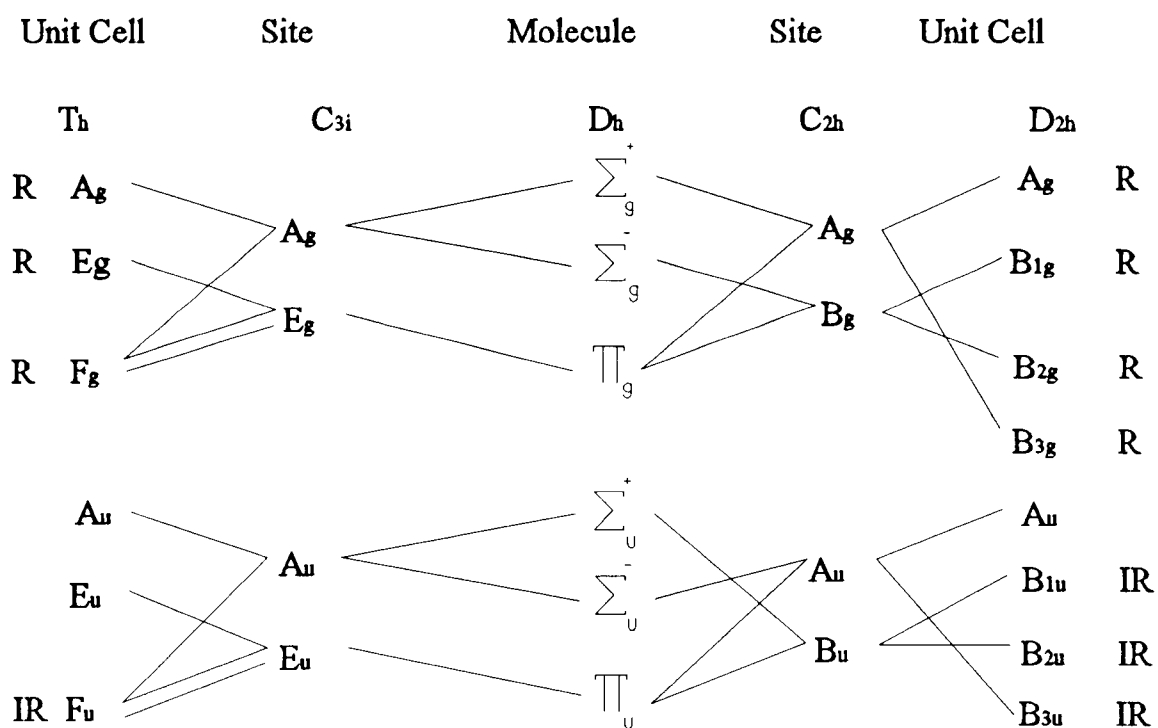 Unit Cell Site Molecule Site Unit Cell
Th C3i Dh C2h D2h
R Ag Ag Σg+ Ag Ag R
R Eg Eg Σg- Bg B1g R
R Fg Πg B2g R
B3g R
Au Au Σu+ Au Au
Eu Eu Σu- Bu B1u IR
B2u IR
IR Fu Πu B3u IR